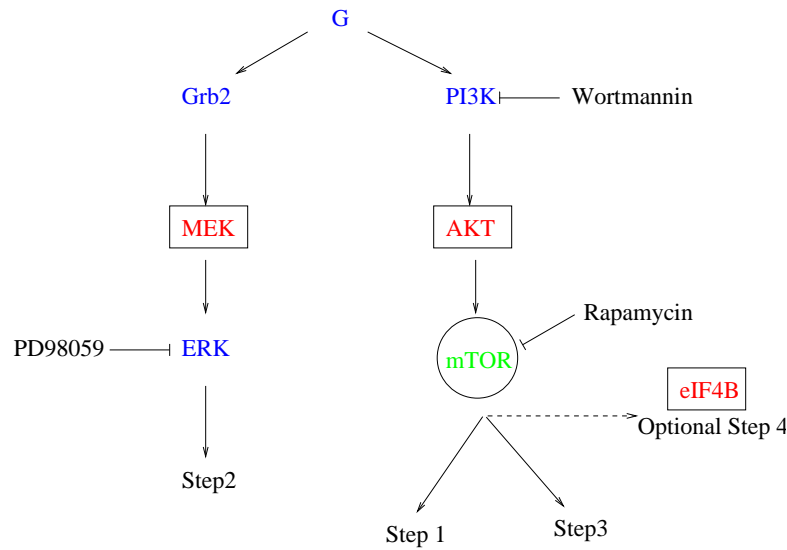 G
Grb2
PI3K
Wortmannin
MEK
AKT
Rapamycin
PD98059
ERK
mTOR
eIF4B
Optional Step 4
Step2
Step 1
Step3